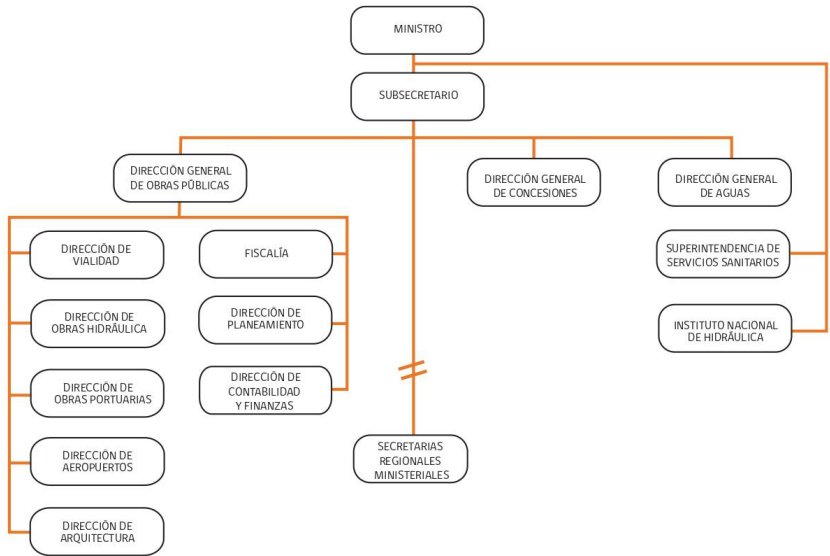 MINISTRO
SUBSECRETARIO
DIRECCIÓN GENERAL
DE OBRAS PÚBLICAS
DIRECCIÓN GENERAL
DE CONCESIONES
DIRECCIÓN GENERAL
DE AGUAS
DIRECCIÓN DE
VIALIDAD
FISCALÍA
SUPERINTENDENCIA DE
SERVICIOS SANITARIOS
DIRECCIÓN DE
OBRAS HIDRÁULICA
DIRECCIÓN DE
PLANEAMIENTO
INSTITUTO NACIONAL
DE HIDRÁULICA
DIRECCIÓN DE
OBRAS PORTUARIAS
DIRECCIÓN DE
CONTABILIDAD
Y FINANZAS
DIRECCIÓN DE
AEROPUERTOS
SECRETARIAS
REGIONALES
MINISTERIALES
DIRECCIÓN DE
ARQUITECTURA